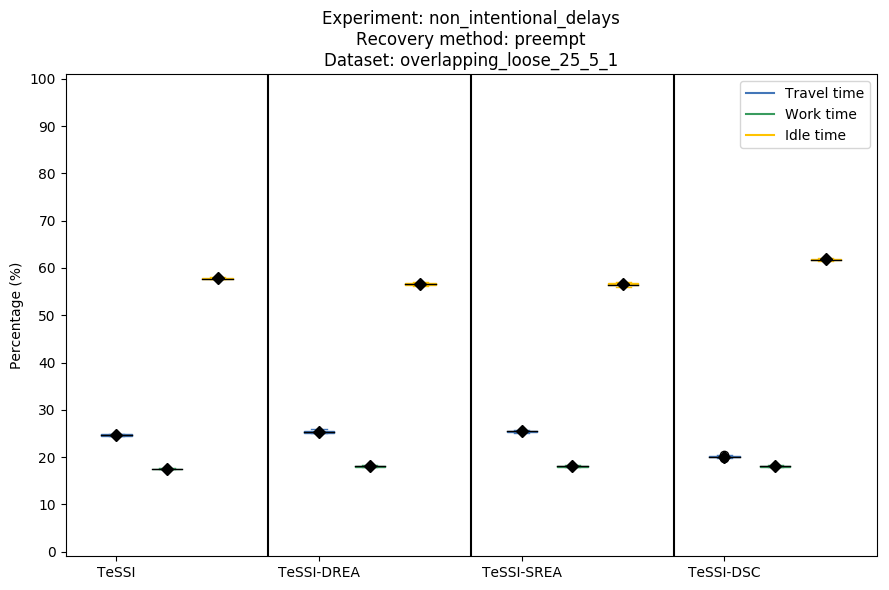 Experiment: non_intentional_delays
Recovery method: preempt
Dataset: overlapping_loose_25_5_1
100
90
80
70
60
50
40
30
20
10
0
Percentage (%)
Travel time
Work time
Idle time
TeSSI
TeSSI-DREA
TeSSI-SREA
TeSSI-DSC